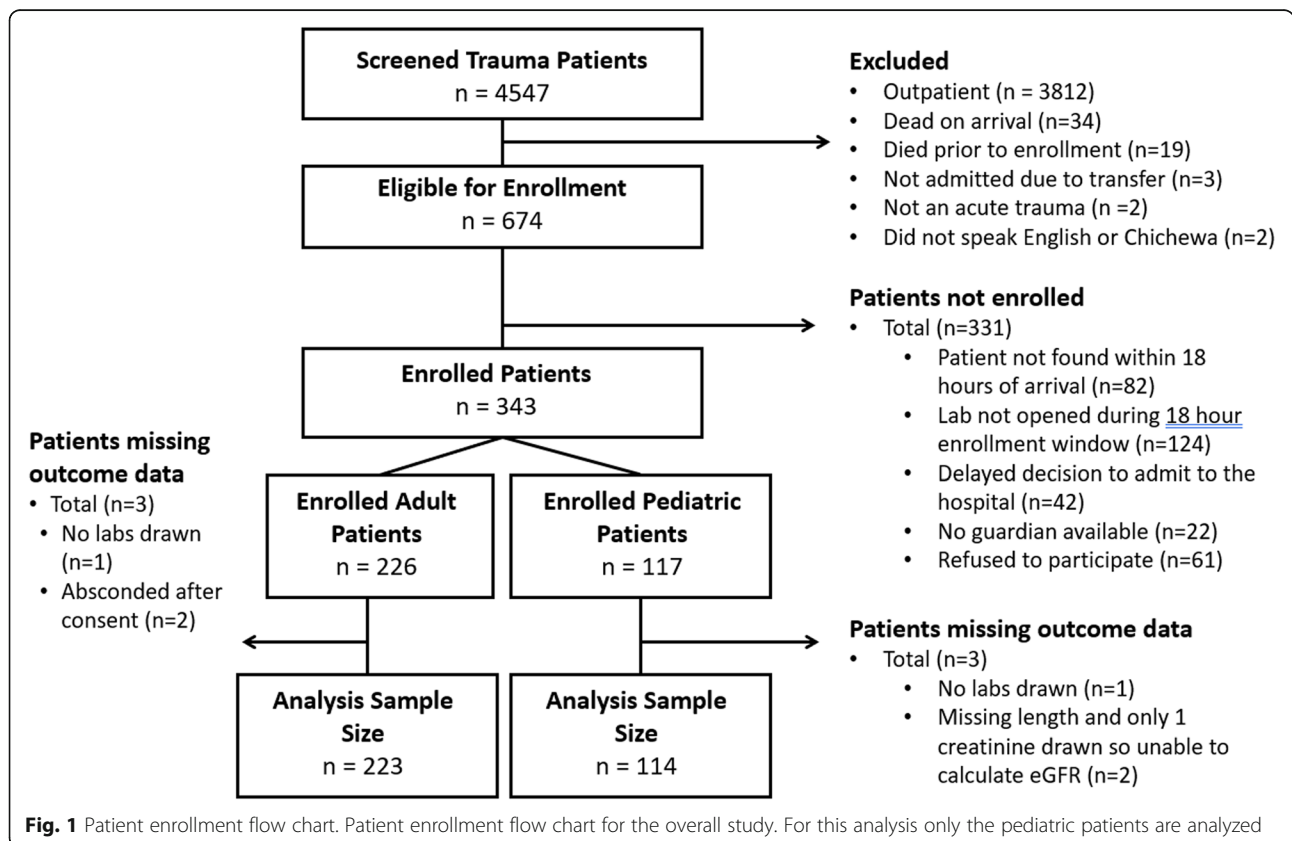 Screened Trauma Patients
n = 4547
Excluded
• Outpatient (n = 3812)
• Dead on arrival (n=34)
• Died prior to enrollment (n=19)
• Not admitted due to transfer (n=3)
• Not an acute trauma (n =2)
• Did not speak English or Chichewa (n=2)
Eligible for Enrollment
n = 674
Patients not enrolled
• Total (n=331)
• Patient not found within 18
hours of arrival (n=82)
• Lab not opened during 18 hour
enrollment window (n=124)
• Delayed decision to admit to the
hospital (n=42)
• No guardian available (n=22)
• Refused to participate (n=61)
Enrolled Patients
n = 343
Patients missing
outcome data
• Total (n=3)
• No labs drawn
(n=1)
• Absconded after
consent (n=2)
Enrolled Adult
Patients
n = 226
Enrolled Pediatric
Patients
n = 117
Patients missing outcome data
• Total (n=3)
• No labs drawn (n=1)
• Missing length and only 1
creatinine drawn so unable to
calculate eGFR (n=2)
Analysis Sample
Size
n = 223
Analysis Sample
Size
n = 114
Fig. 1 Patient enrollment flow chart. Patient enrollment flow chart for the overall study. For this analysis only the pediatric patients are analyzed